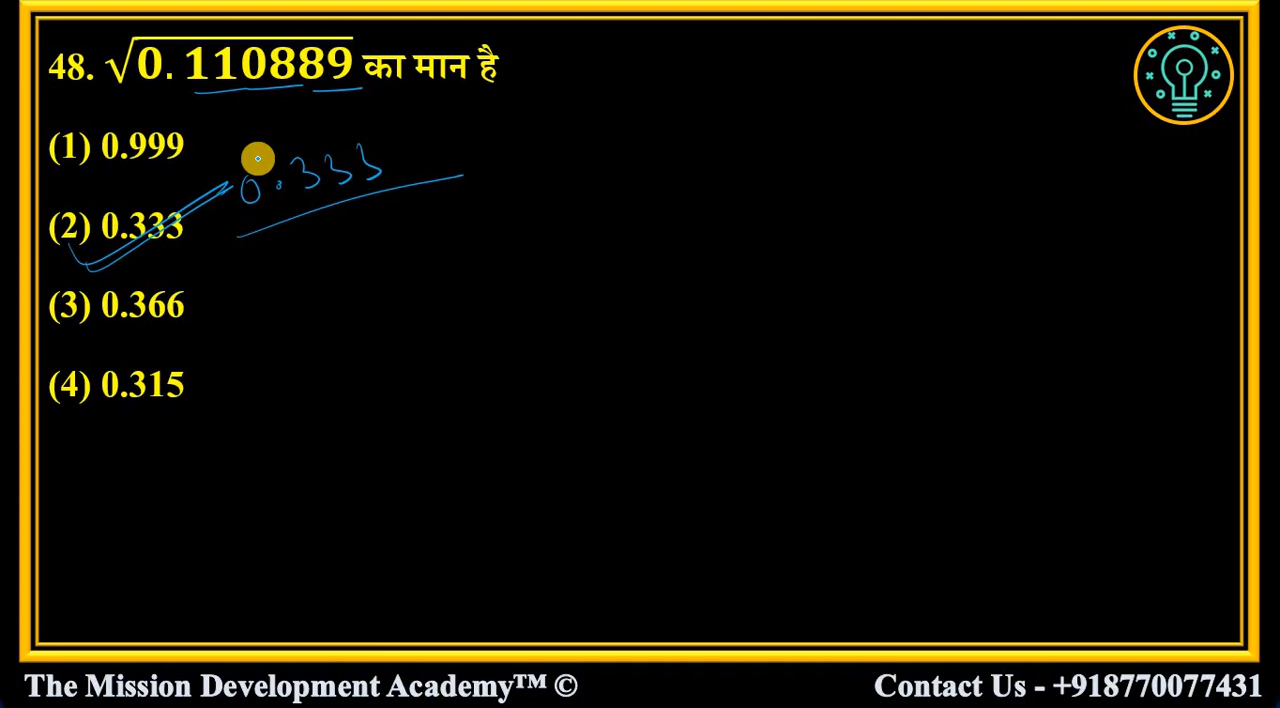 48. √0.110889 का मान है
(1) 0.999
0.333
(2) 0.333
(3) 0.366
(4) 0.315
The Mission Development Academy™ ©
Contact Us - +918770077431